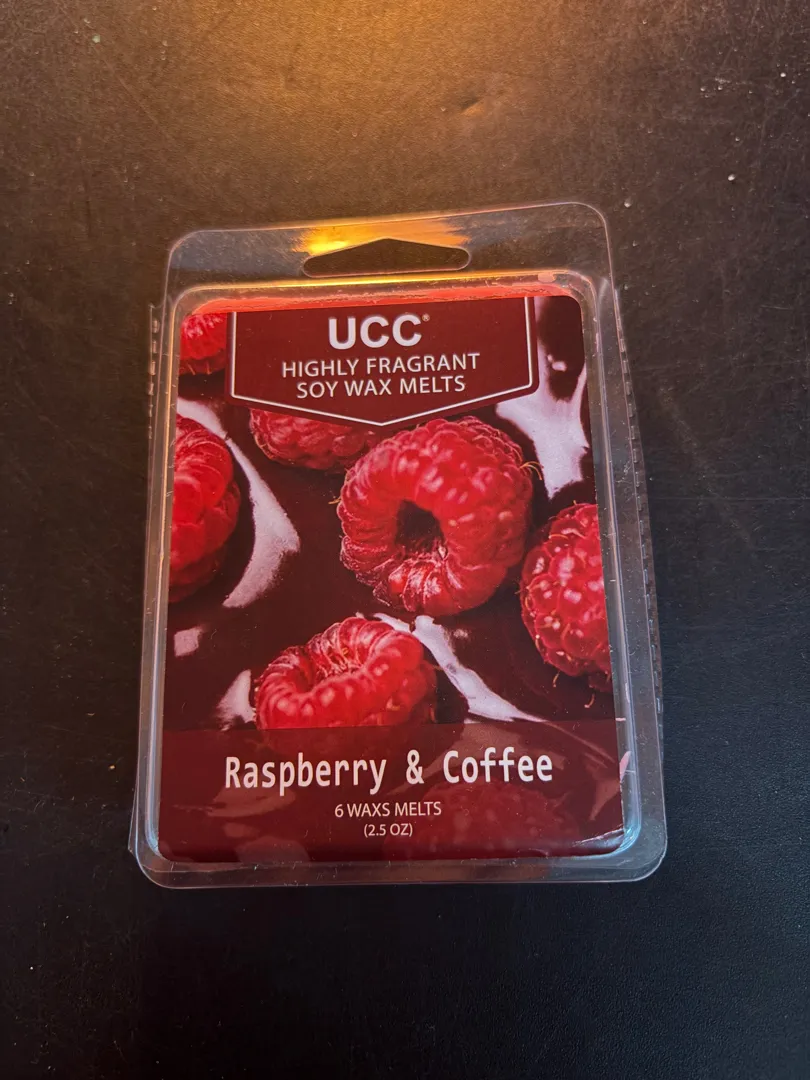 UCC®
HIGHLY FRAGRANT
SOY WAX MELTS
Raspberry & Coffee
6 WAXS MELTS
(2.5 OZ)